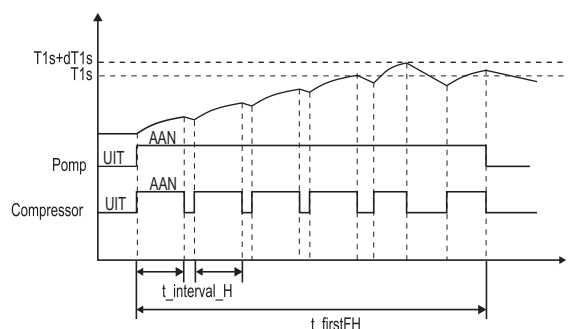 T1s+dT1s
T1s
AAN
UIT
Pomp
AAN
UIT
Compressor
t_interval_H
t_firstFH